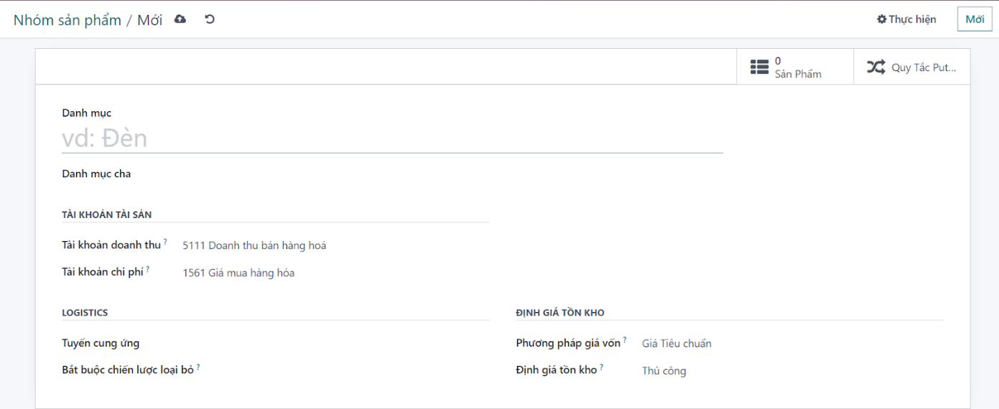 Nhóm sản phẩm / Mới
Thực hiện
Mới
0
Sản Phẩm
Quy Tắc Put...
Danh mục
vd: Đèn
Danh mục cha
TÀI KHOẢN TÀI SẢN
Tài khoản doanh thu ? 5111 Doanh thu bán hàng hoá
Tài khoản chi phí ? 1561 Giá mua hàng hóa
LOGISTICS
Tuyến cung ứng
Bắt buộc chiến lược loại bỏ ?
ĐỊNH GIÁ TỒN KHO
Phương pháp giá vốn ? Giá Tiêu chuẩn
Định giá tồn kho ? Thủ công